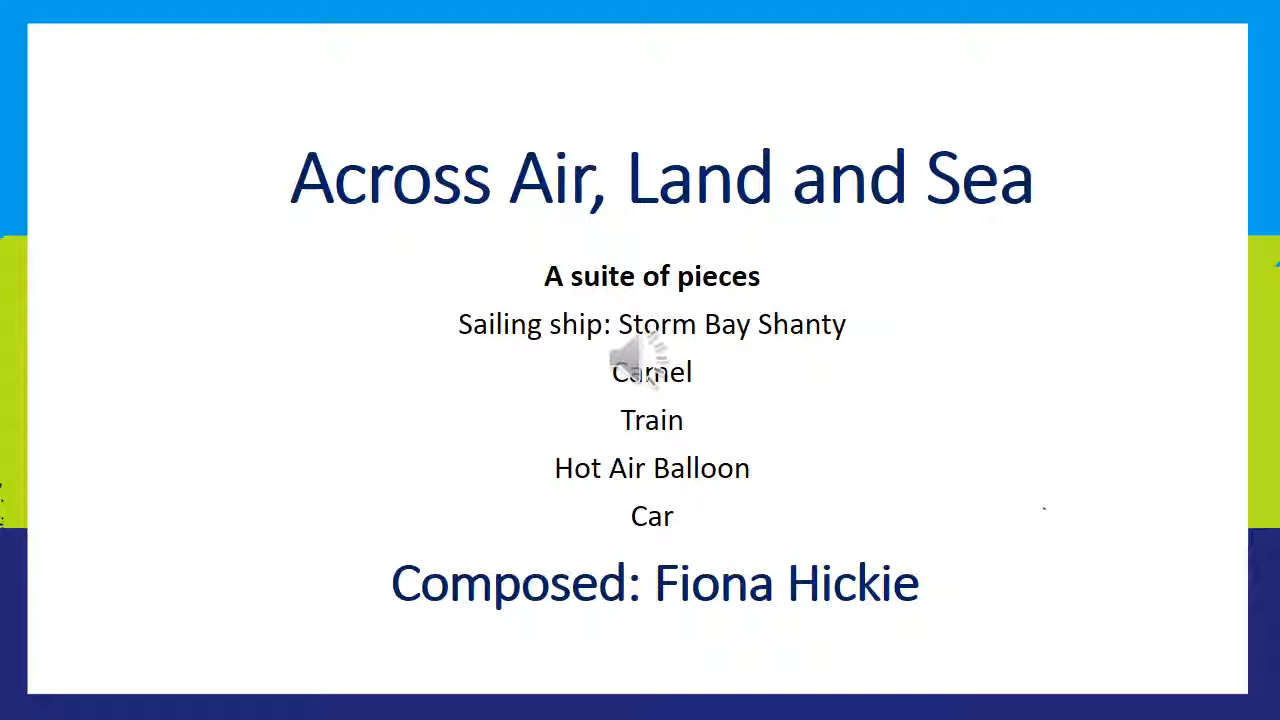 Across Air, Land and Sea
A suite of pieces
Sailing ship: Storm Bay Shanty
Camel
Train
Hot Air Balloon
Car
Composed: Fiona Hickie